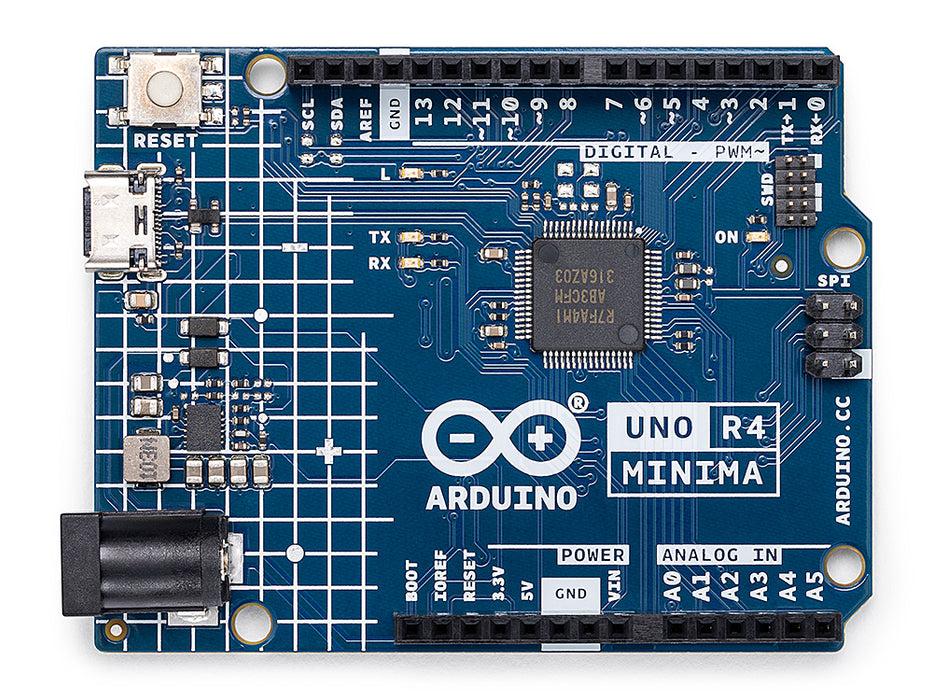 RESET
SCL
SDA
AREF
GND
13
12
~11
~10
~9
8
7
~6
~5
4
~3
2
TX→1
RX←0
DIGITAL - PWM~
L
SWD
TX
RX
ON
SPI
R7FA4M1
AB3CFM
316AZ03
®
UNO R4
MINIMA
ARDUINO
ARDUINO.CC
POWER
ANALOG IN
BOOT
IOREF
RESET
3.3V
5V
GND
VIN
A0
A1
A2
A3
A4
A5